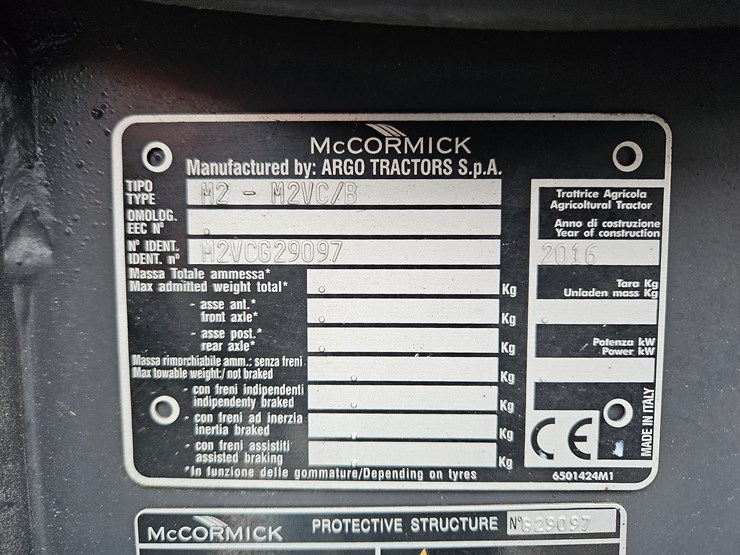 McCORMICK
Manufactured by: ARGO TRACTORS S.p.A.
TIPO
TYPE
M2 - M2VC/B
OMOLOG.
EEC N°
N° IDENT.
IDENT. n°
M2VCG29097
Massa Totale ammessa*
Max admitted weight total*
Kg
- asse ant.*
front axle*
Kg
- asse post.*
rear axle*
Kg
Massa rimorchiabile amm.: senza freni
Max towable weight:/ not braked
Kg
- con freni indipendenti
indipendenty braked
Kg
- con freni ad inerzia
inertia braked
Kg
- con freni assistiti
assisted braking
Kg
*In funzione delle gommature/Depending on tyres
Trattrice Agricola
Agricultural Tractor
Anno di costruzione
Year of construction
2016
Tara Kg
Unladen mass Kg
Potenza kW
Power kW
CE
MADE IN ITALY
6501424M1
McCORMICK
PROTECTIVE STRUCTURE
N° G29097